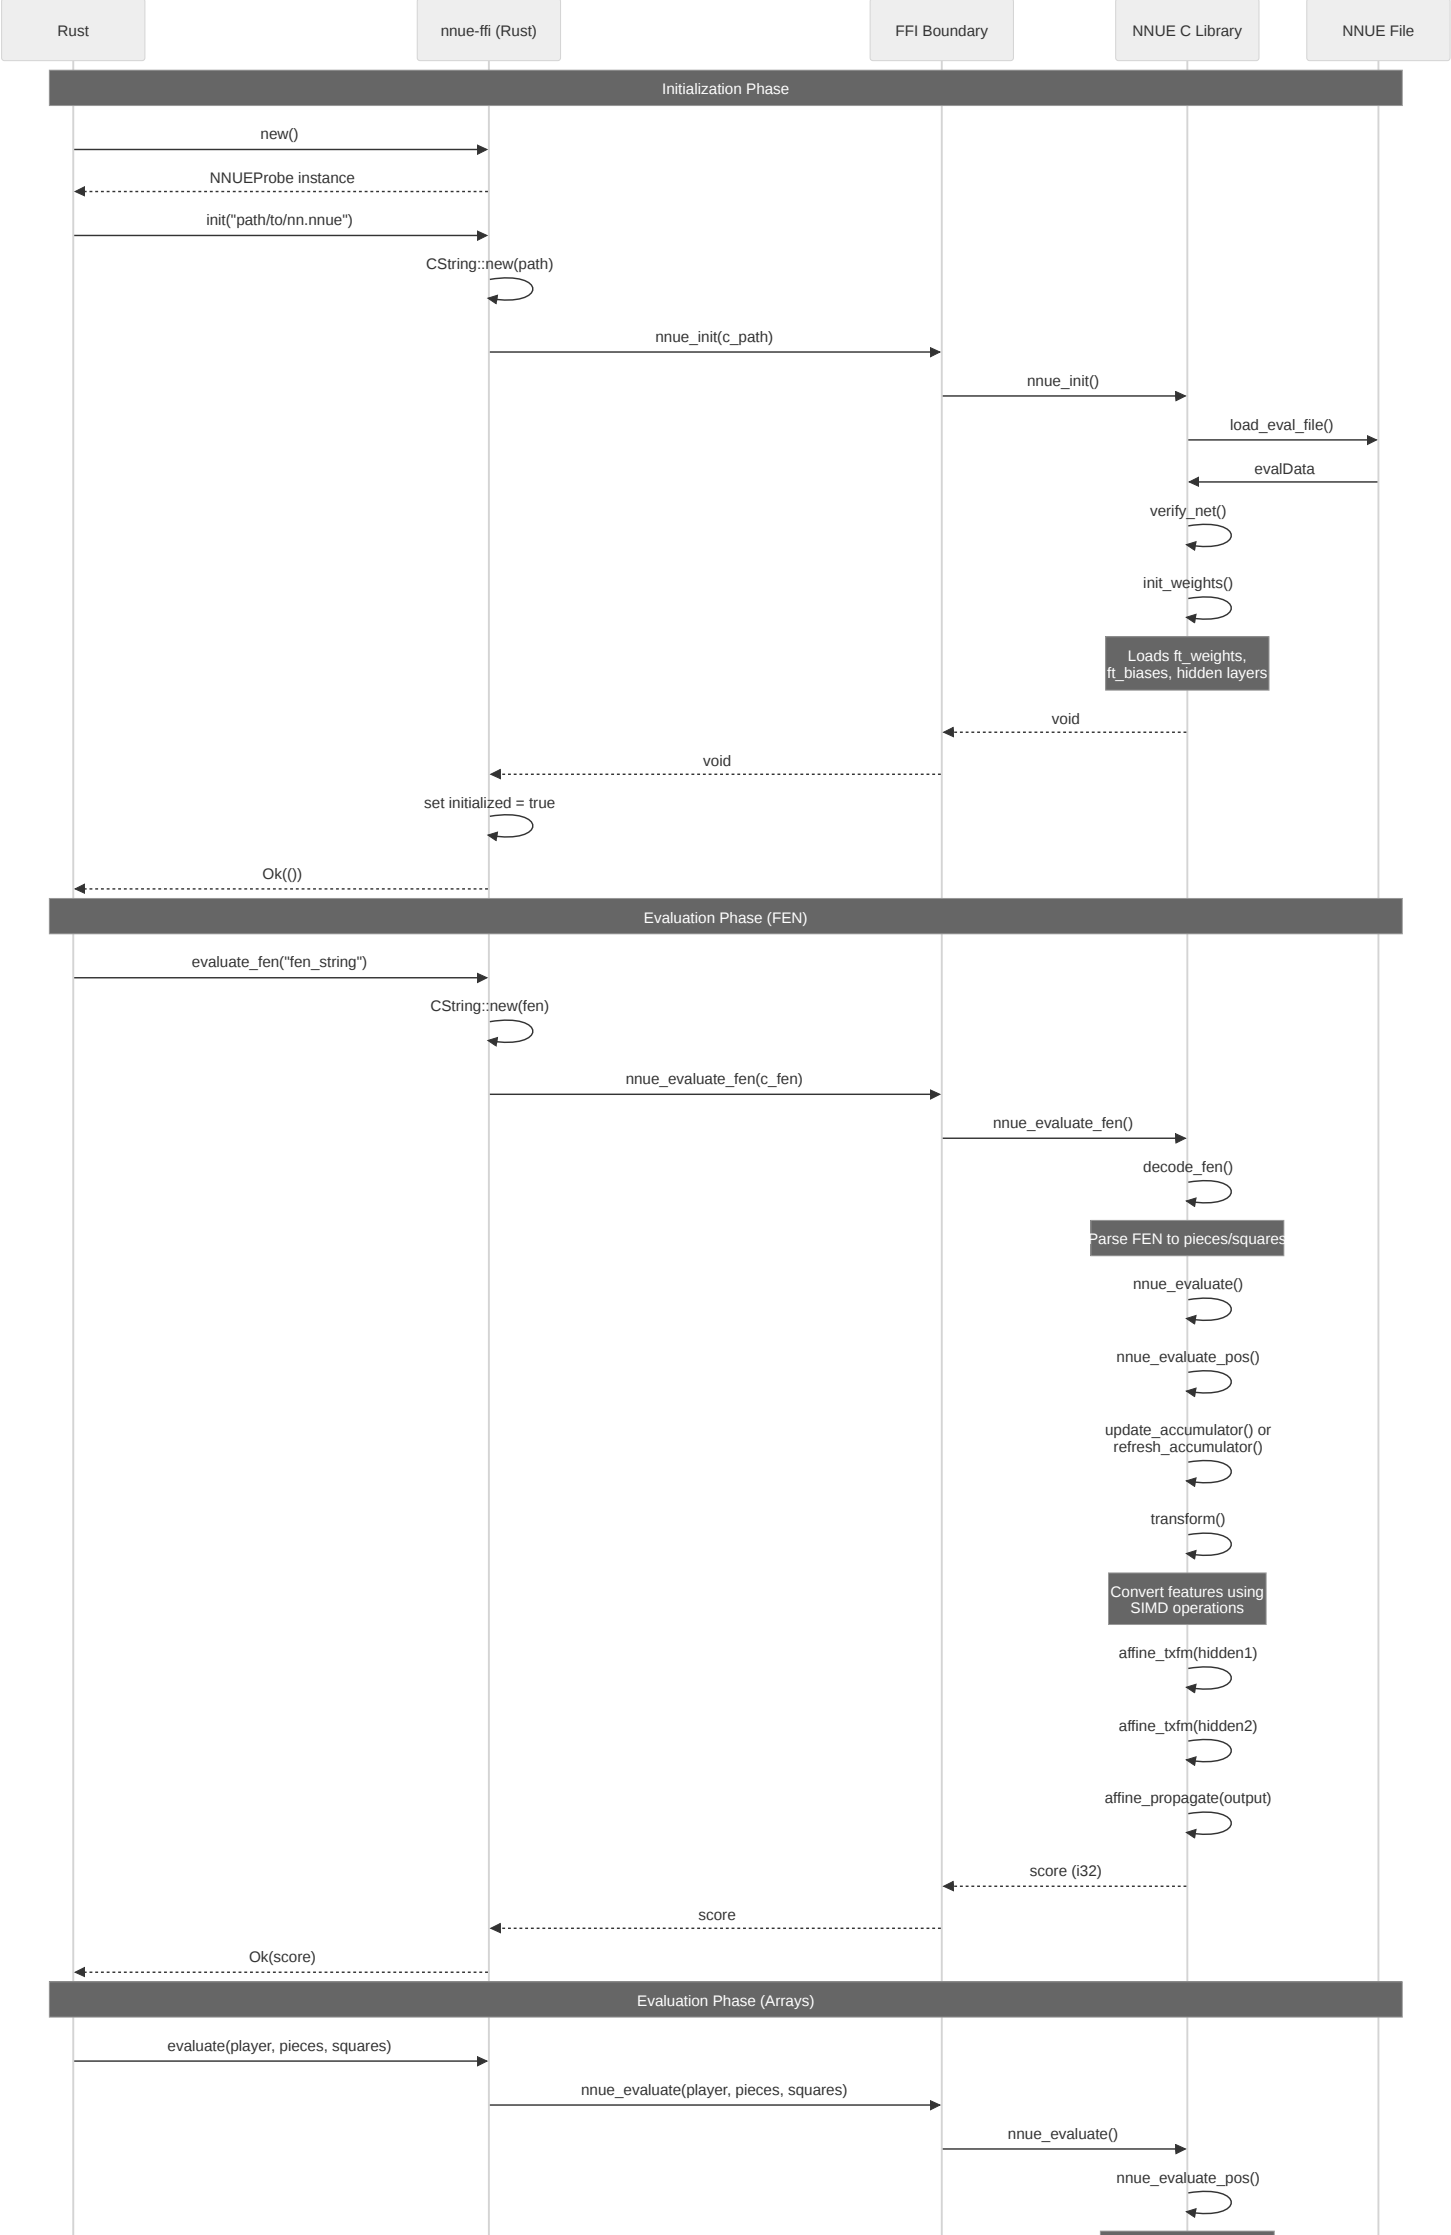 Rust
nnue-ffi (Rust)
FFI Boundary
NNUE C Library
NNUE File
Initialization Phase
new()
NNUEProbe instance
init("path/to/nn.nnue")
CString::new(path)
nnue_init(c_path)
nnue_init()
load_eval_file()
evalData
verify_net()
init_weights()
Loads ft_weights,
ft_biases, hidden layers
void
void
set initialized = true
Ok(())
Evaluation Phase (FEN)
evaluate_fen("fen_string")
CString::new(fen)
nnue_evaluate_fen(c_fen)
nnue_evaluate_fen()
decode_fen()
Parse FEN to pieces/squares
nnue_evaluate()
nnue_evaluate_pos()
update_accumulator() or
refresh_accumulator()
transform()
Convert features using
SIMD operations
affine_txfm(hidden1)
affine_txfm(hidden2)
affine_propagate(output)
score (i32)
score
Ok(score)
Evaluation Phase (Arrays)
evaluate(player, pieces, squares)
nnue_evaluate(player, pieces, squares)
nnue_evaluate()
nnue_evaluate_pos()